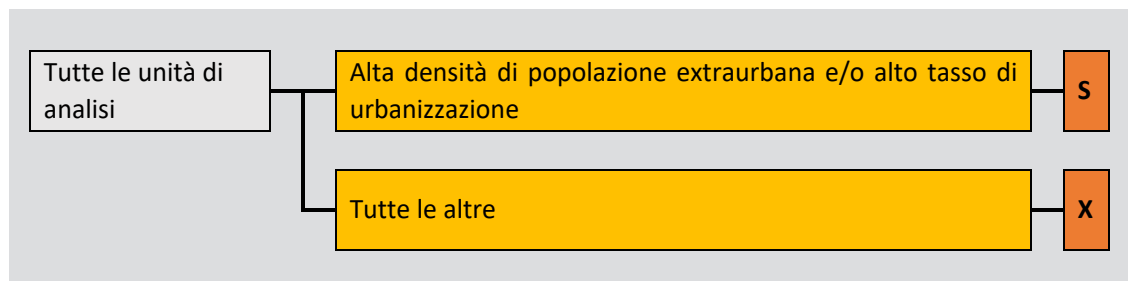 Tutte le unità di
analisi
Alta densità di popolazione extraurbana e/o alto tasso di
urbanizzazione
S
Tutte le altre
X